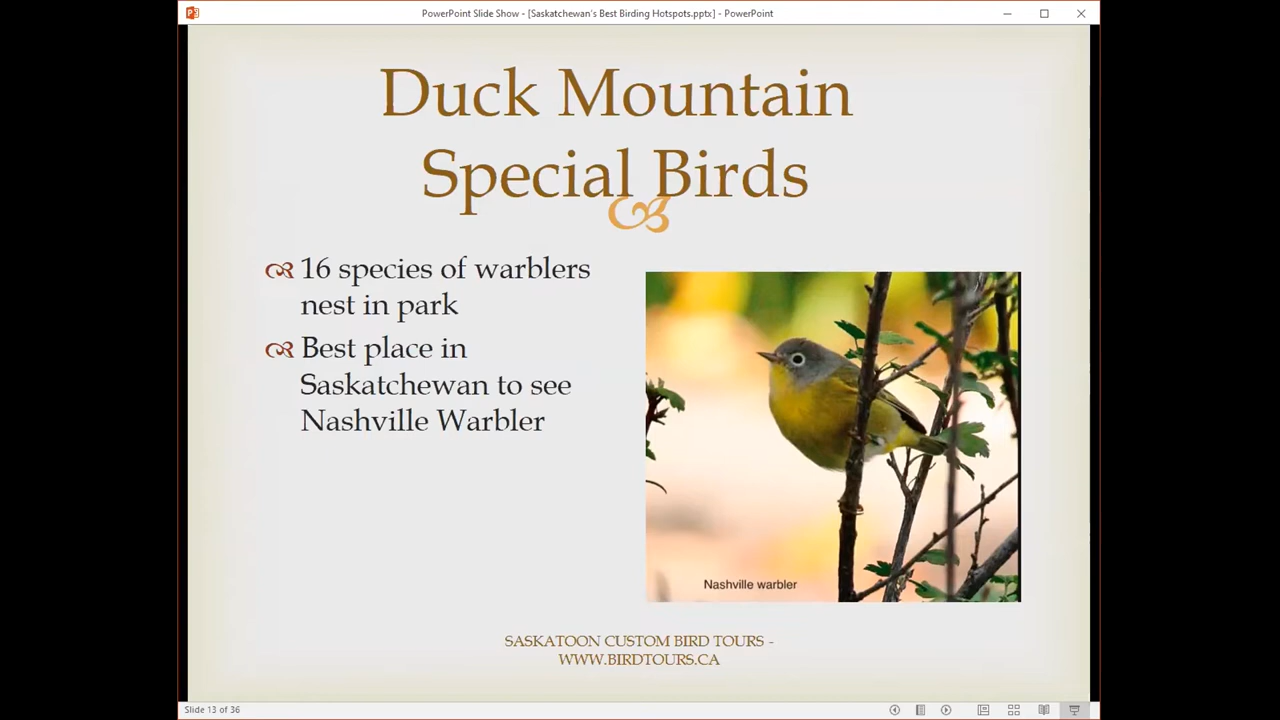 PowerPoint Slide Show - [Saskatchewan's Best Birding Hotspots.pptx] - PowerPoint
Duck Mountain
Special Birds
16 species of warblers
nest in park
Best place in
Saskatchewan to see
Nashville Warbler
Nashville warbler
SASKATOON CUSTOM BIRD TOURS -
WWW.BIRDTOURS.CA
Slide 13 of 36